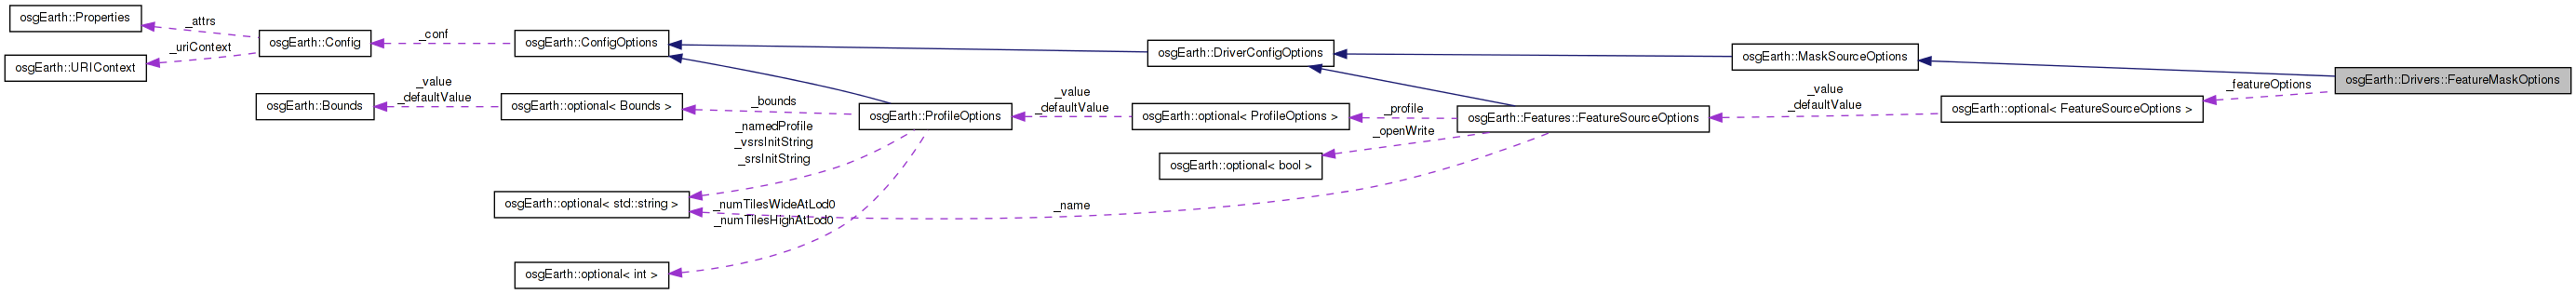 osgEarth::Properties
_attrs
osgEarth::Config
_uriContext
osgEarth::URIContext
_conf
osgEarth::ConfigOptions
osgEarth::DriverConfigOptions
osgEarth::MaskSourceOptions
osgEarth::Drivers::FeatureMaskOptions
_featureOptions
osgEarth::Bounds
_value
_defaultValue
osgEarth::optional< Bounds >
_bounds
osgEarth::ProfileOptions
_value
_defaultValue
osgEarth::optional< ProfileOptions >
_profile
osgEarth::Features::FeatureSourceOptions
_value
_defaultValue
osgEarth::optional< FeatureSourceOptions >
_namedProfile
_vsrsInitString
_srsInitString
_openWrite
osgEarth::optional< bool >
osgEarth::optional< std::string >
_name
_numTilesWideAtLod0
_numTilesHighAtLod0
osgEarth::optional< int >